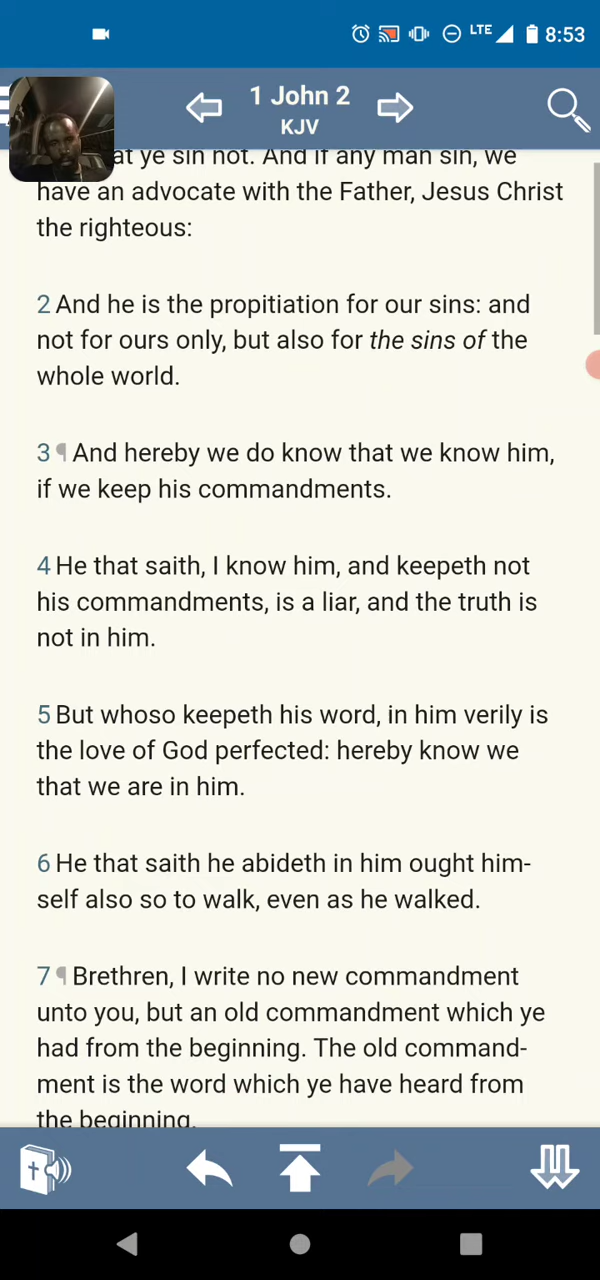 LTE 8:53
1 John 2
KJV
at ye sin not. And if any man sin, we
have an advocate with the Father, Jesus Christ
the righteous:
2 And he is the propitiation for our sins: and
not for ours only, but also for the sins of the
whole world.
3 ¶ And hereby we do know that we know him,
if we keep his commandments.
4 He that saith, I know him, and keepeth not
his commandments, is a liar, and the truth is
not in him.
5 But whoso keepeth his word, in him verily is
the love of God perfected: hereby know we
that we are in him.
6 He that saith he abideth in him ought him-
self also so to walk, even as he walked.
7 ¶ Brethren, I write no new commandment
unto you, but an old commandment which ye
had from the beginning. The old command-
ment is the word which ye have heard from
the beginning.